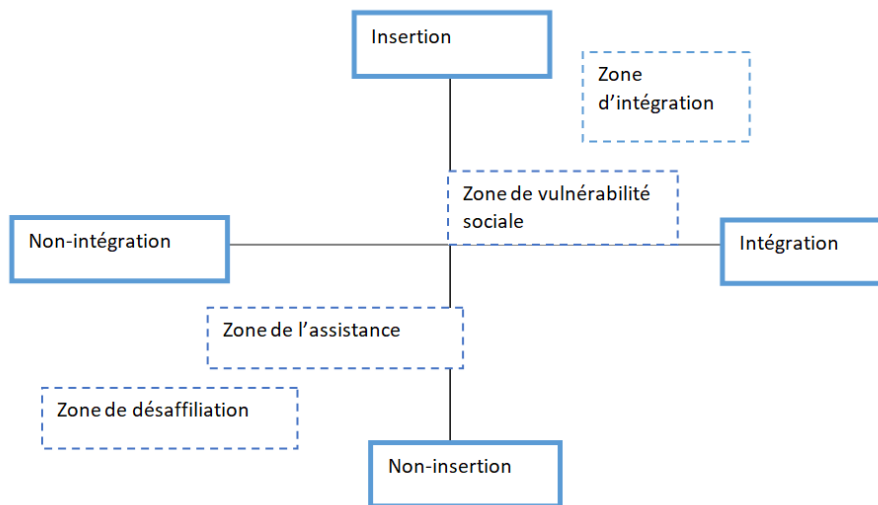 Insertion
Zone
d’intégration
Zone de vulnérabilité
sociale
Non-intégration
Intégration
Zone de l’assistance
Zone de désaffiliation
Non-insertion